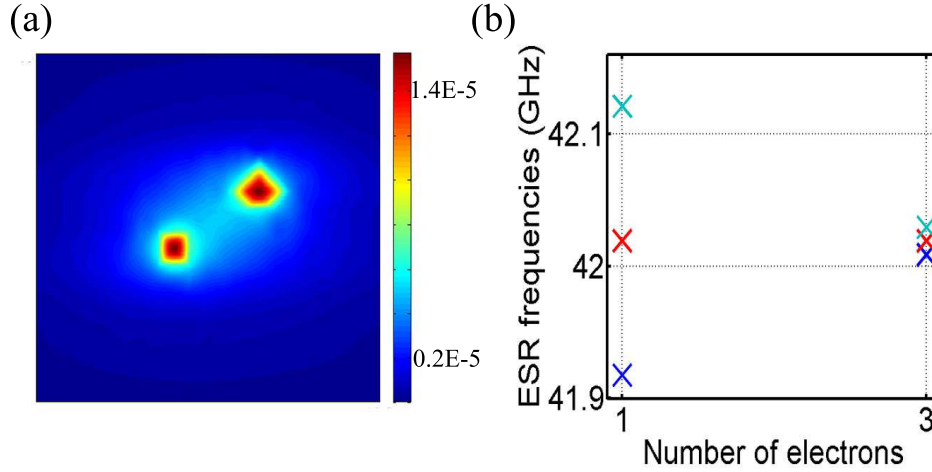 (a)
1.4E-5
0.2E-5
(b)
ESR frequencies (GHz)
42.1
42
41.9
1
3
Number of electrons